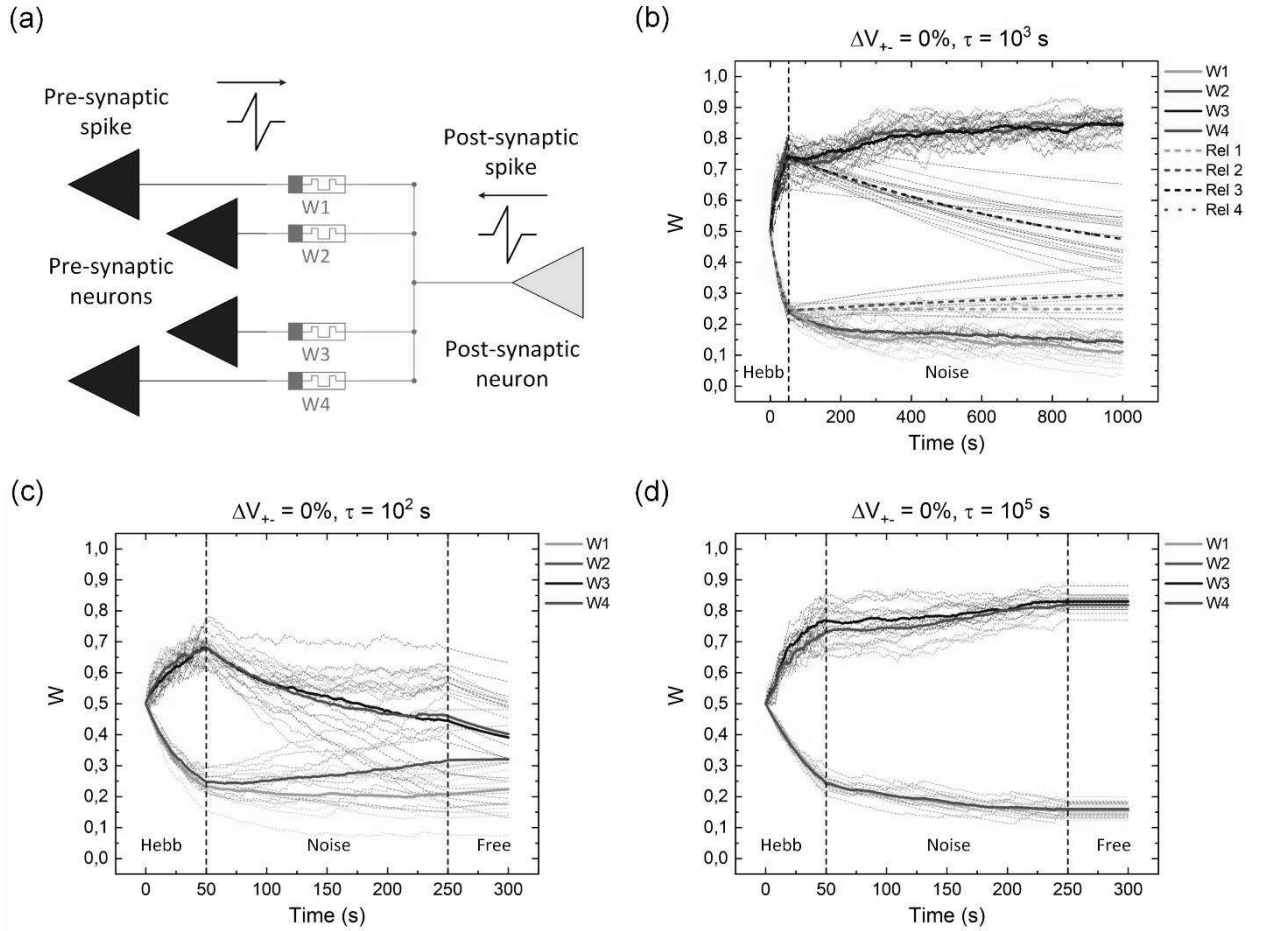 (a)
Pre-synaptic
spike
Post-synaptic
spike
W1
W2
Pre-synaptic
neurons
W3
W4
Post-synaptic
neuron
(b)
ΔV+- = 0%, τ = 10³ s
W1
W2
W3
W4
Rel 1
Rel 2
Rel 3
Rel 4
1,0
0,9
0,8
0,7
0,6
0,5
0,4
0,3
0,2
0,1
0,0
W
Hebb
Noise
0 200 400 600 800 1000
Time (s)
(c)
ΔV+- = 0%, τ = 10² s
W1
W2
W3
W4
1,0
0,9
0,8
0,7
0,6
0,5
0,4
0,3
0,2
0,1
0,0
W
Hebb
Noise
Free
0 50 100 150 200 250 300
Time (s)
(d)
ΔV+- = 0%, τ = 10⁵ s
W1
W2
W3
W4
1,0
0,9
0,8
0,7
0,6
0,5
0,4
0,3
0,2
0,1
0,0
W
Hebb
Noise
Free
0 50 100 150 200 250 300
Time (s)